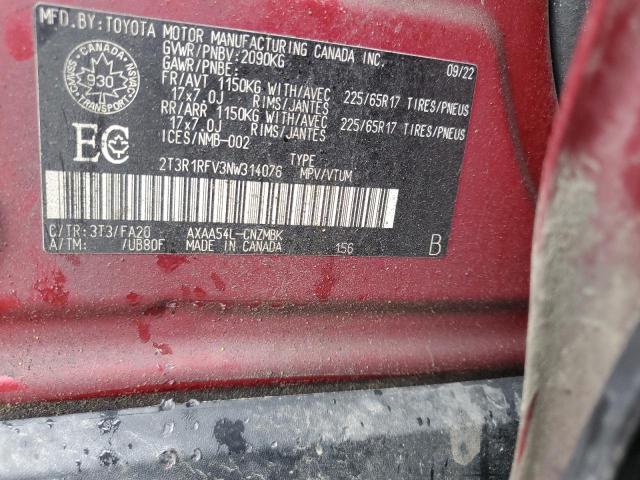 MFD.BY:TOYOTA MOTOR MANUFACTURING CANADA INC.
GVWR/PNBV:2090KG 09/22
GAWR/PNBE:
FR/AVT 1150KG WITH/AVEC 225/65R17 TIRES/PNEUS
17x7.0J RIMS/JANTES
RR/ARR 1150KG WITH/AVEC 225/65R17 TIRES/PNEUS
17x7.0J RIMS/JANTES
ICES/NMB-002
CANADA
930
TRANSPORT
EC
TYPE
2T3R1RFV3NW314076 MPV/VTUM
C/TR: 3T3/FA20 AXAA54L-CNZMBK
A/TM: /UB80F MADE IN CANADA 156 B